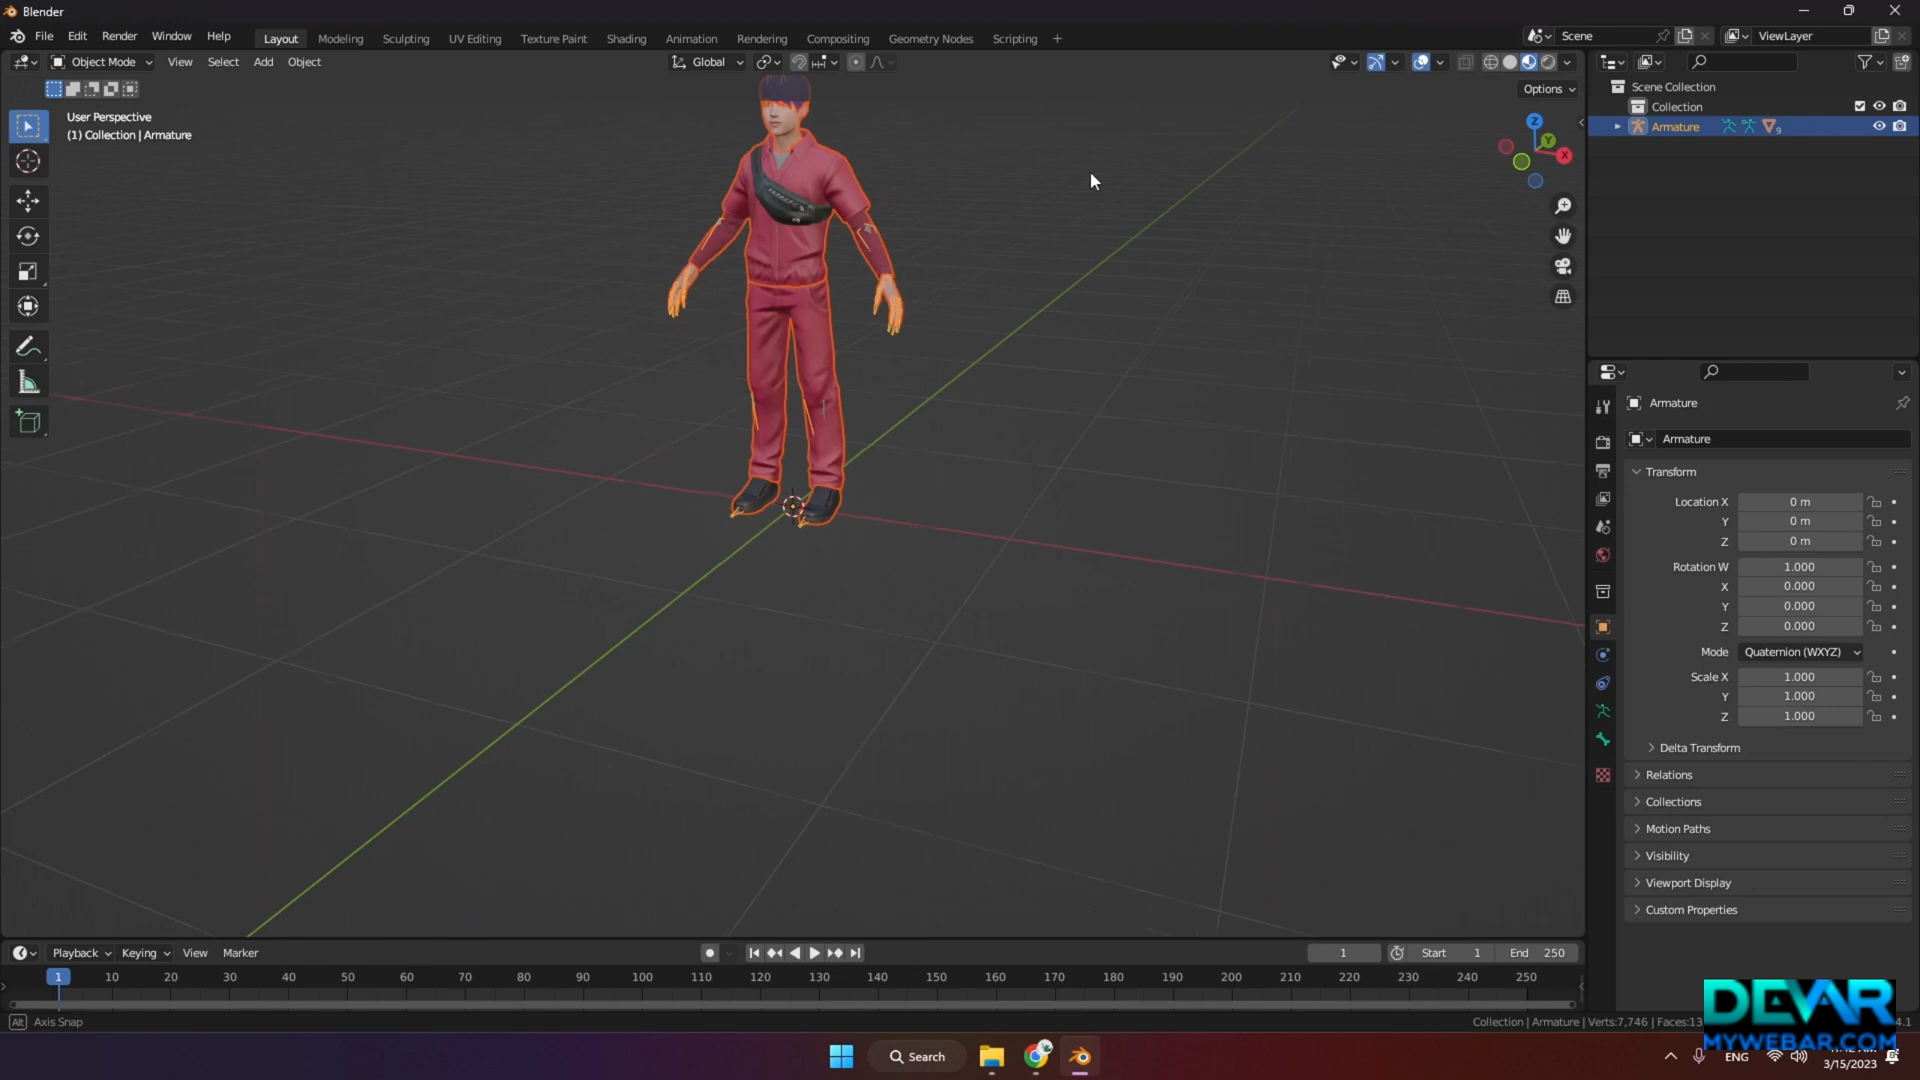 Blender
File Edit Render Window Help
Layout Modeling Sculpting UV Editing Texture Paint Shading Animation Rendering Compositing Geometry Nodes Scripting +
Scene
ViewLayer
Object Mode View Select Add Object
Global
Options
User Perspective
(1) Collection | Armature
Z
Y
X
Scene Collection
Collection
Armature 9
Armature
Armature
Transform
Location X 0 m
Y 0 m
Z 0 m
Rotation W 1.000
X 0.000
Y 0.000
Z 0.000
Mode Quaternion (WXYZ)
Scale X 1.000
Y 1.000
Z 1.000
Delta Transform
Relations
Collections
Motion Paths
Visibility
Viewport Display
Custom Properties
Playback Keying View Marker
1 Start 1 End 250
1 10 20 30 40 50 60 70 80 90 100 110 120 130 140 150 160 170 180 190 200 210 220 230 240 250
Alt Axis Snap
Collection | Armature | Verts:7,746 | Faces:13
DEVAR
MYWEBAR.COM
Search
ENG
3/15/2023